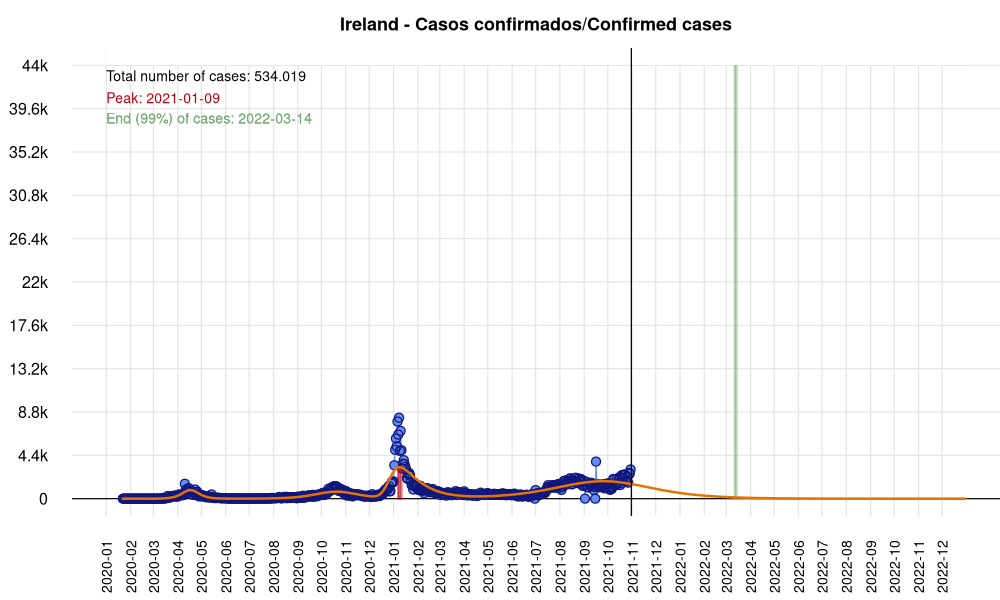 Ireland - Casos confirmados/Confirmed cases
Total number of cases: 534.019
Peak: 2021-01-09
End (99%) of cases: 2022-03-14
44k
39.6k
35.2k
30.8k
26.4k
22k
17.6k
13.2k
8.8k
4.4k
0
2020-01
2020-02
2020-03
2020-04
2020-05
2020-06
2020-07
2020-08
2020-09
2020-10
2020-11
2020-12
2021-01
2021-02
2021-03
2021-04
2021-05
2021-06
2021-07
2021-08
2021-09
2021-10
2021-11
2021-12
2022-01
2022-02
2022-03
2022-04
2022-05
2022-06
2022-07
2022-08
2022-09
2022-10
2022-11
2022-12